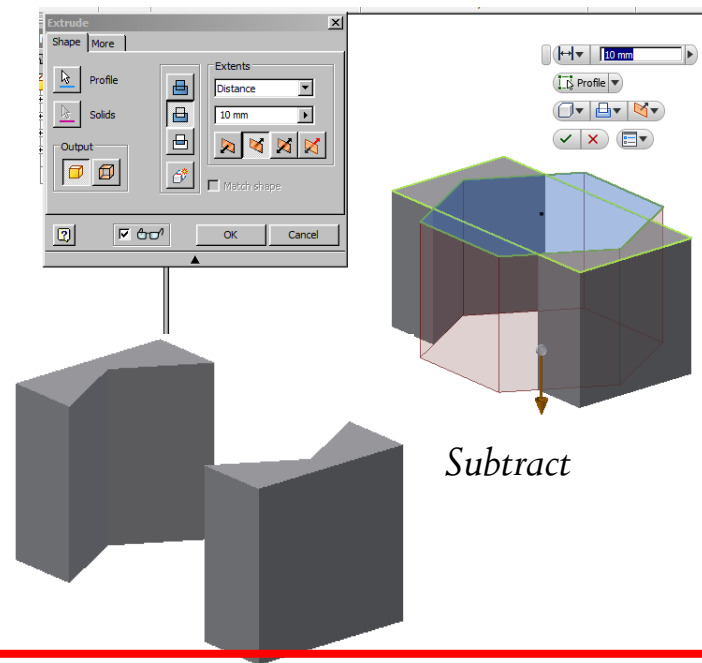 Extrude
Shape
More
Profile
Solids
Output
Extents
Distance
10 mm
Match shape
OK
Cancel
10 mm
Profile
Subtract